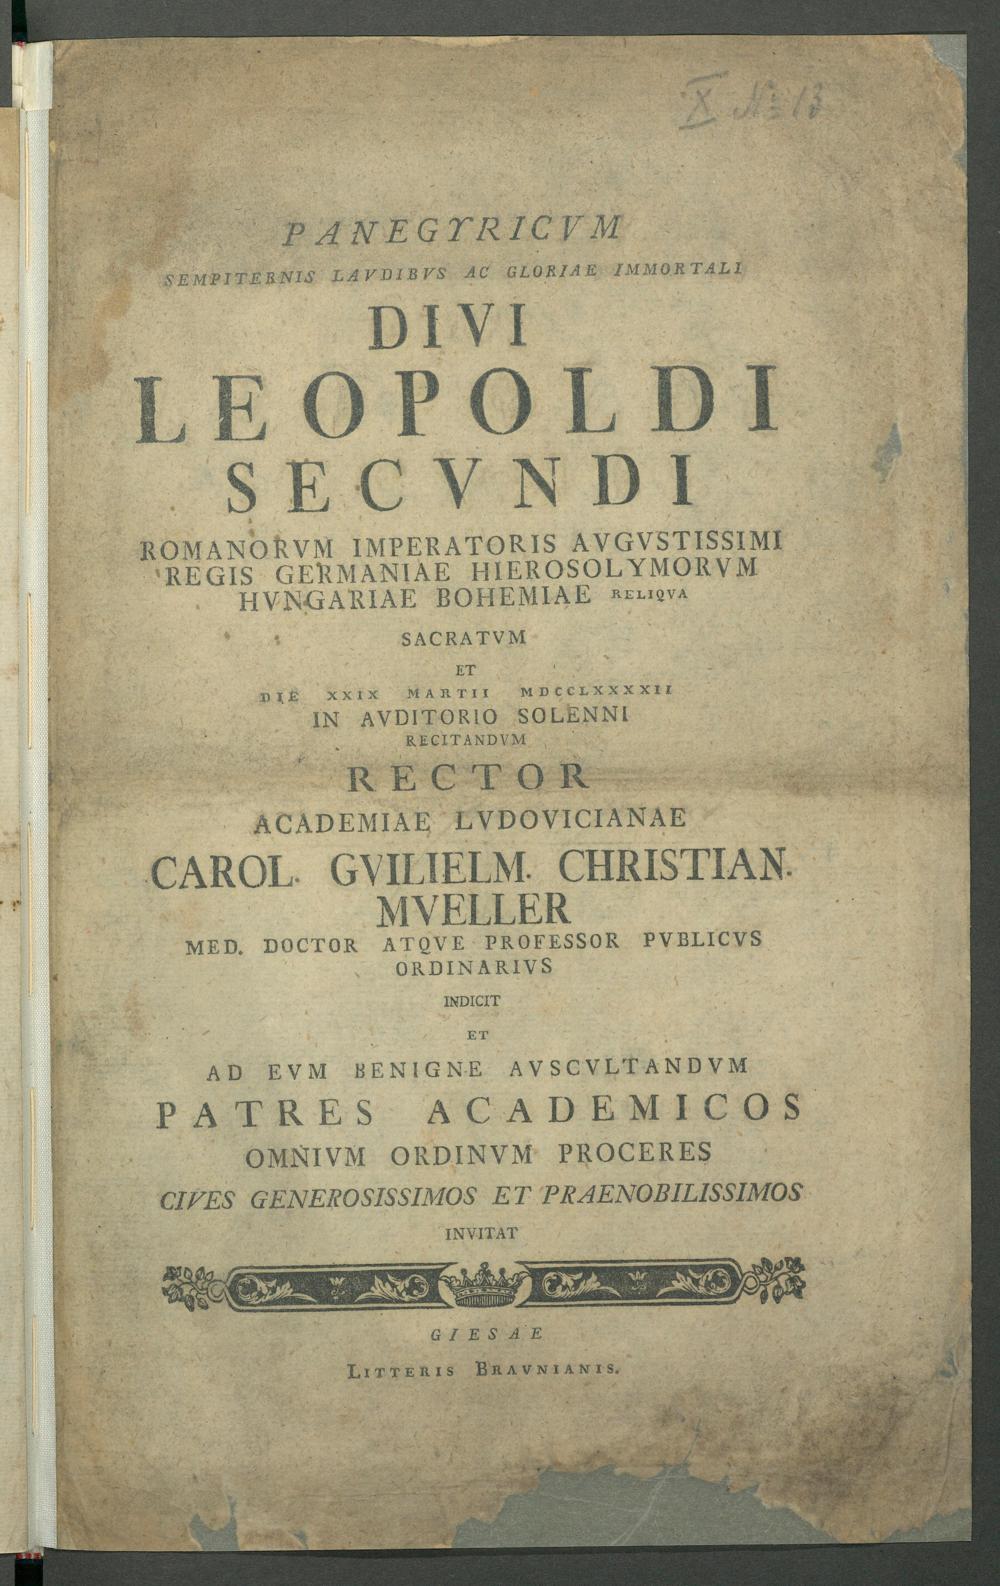 X No 13
PANEGYRICVM
SEMPITERNIS LAVDIBVS AC GLORIAE IMMORTALI
DIVI
LEOPOLDI
SECVNDI
ROMANORVM IMPERATORIS AVGVSTISSIMI
REGIS GERMANIAE HIEROSOLYMORVM
HVNGARIAE BOHEMIAE RELIQVA
SACRATVM
ET
DIE XXIX MARTII MDCCLXXXXII
IN AVDITORIO SOLENNI
RECITANDVM
RECTOR
ACADEMIAE LVDOVICIANAE
CAROL. GVILIELM. CHRISTIAN.
MVELLER
MED. DOCTOR ATQVE PROFESSOR PVBLICVS
ORDINARIVS
INDICIT
ET
AD EVM BENIGNE AVSCVLTANDVM
PATRES ACADEMICOS
OMNIVM ORDINVM PROCERES
CIVES GENEROSISSIMOS ET PRAENOBILISSIMOS
INVITAT
GIESAE
LITTERIS BRAVNIANIS.